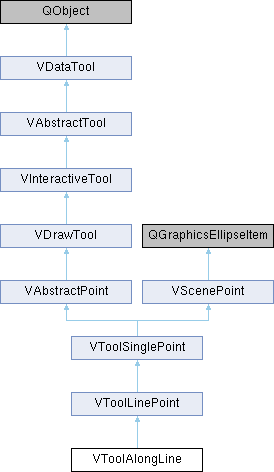 QObject
VDataTool
VAbstractTool
VInteractiveTool
VDrawTool
QGraphicsEllipseItem
VAbstractPoint
VScenePoint
VToolSinglePoint
VToolLinePoint
VToolAlongLine